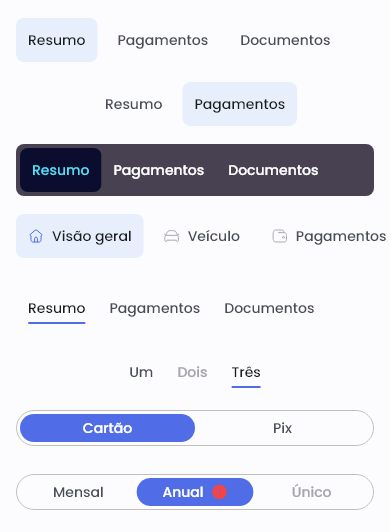 Resumo Pagamentos Documentos
Resumo Pagamentos
Resumo Pagamentos Documentos
Visão geral Veículo Pagamentos
Resumo Pagamentos Documentos
Um Dois Três
Cartão Pix
Mensal Anual Único